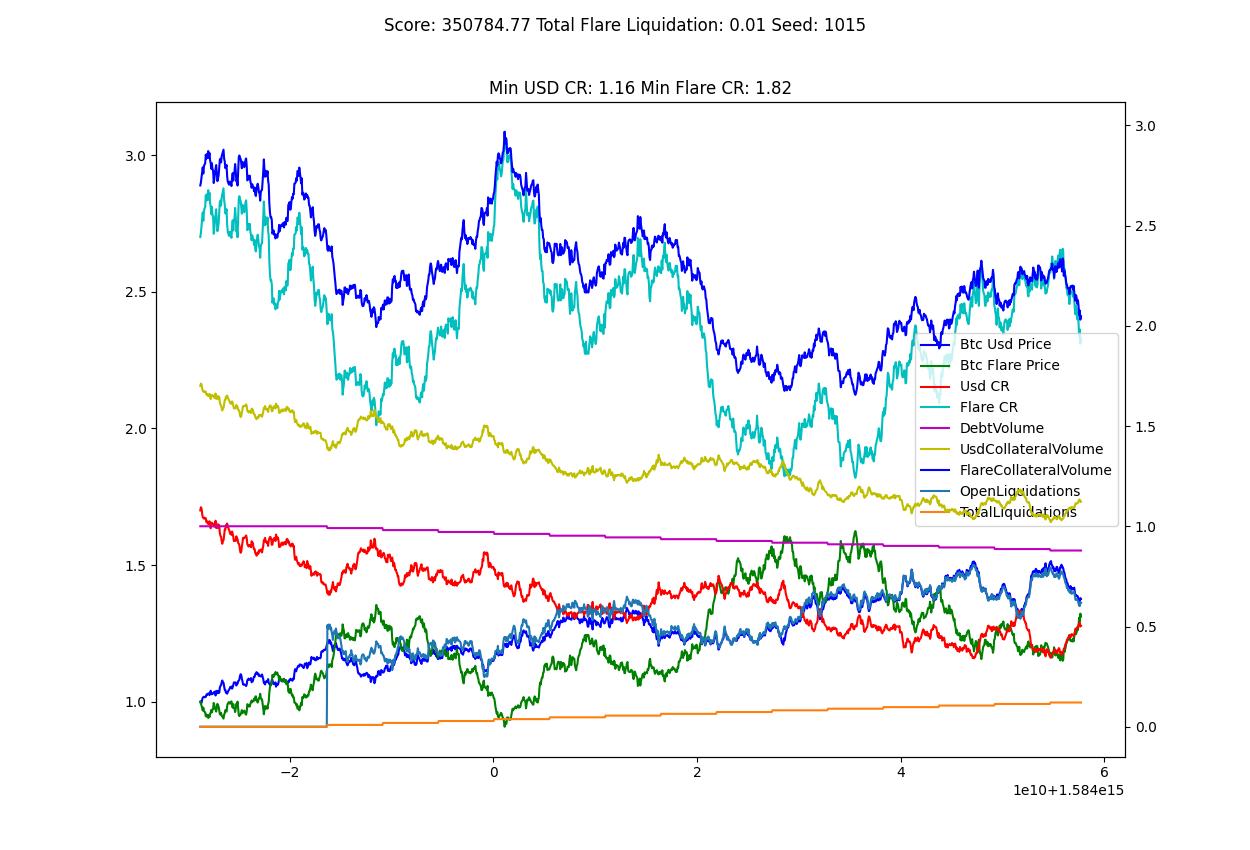 Score: 350784.77 Total Flare Liquidation: 0.01 Seed: 1015
Min USD CR: 1.16 Min Flare CR: 1.82
3.0
2.5
2.0
1.5
1.0
3.0
2.5
2.0
1.5
1.0
0.5
0.0
Btc Usd Price
Btc Flare Price
Usd CR
Flare CR
DebtVolume
UsdCollateralVolume
FlareCollateralVolume
OpenLiquidations
TotalLiquidations
−2 0 2 4 6
1e10+1.584e15